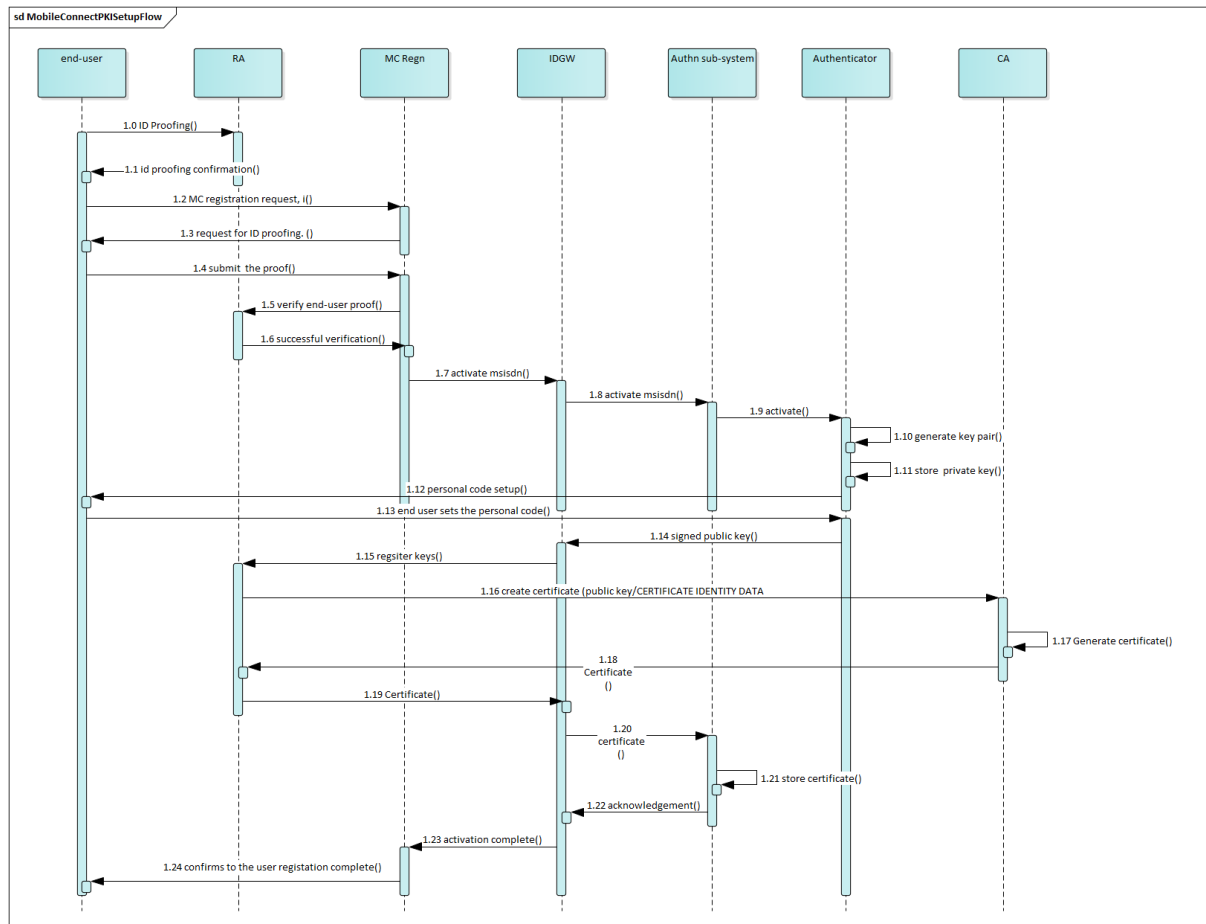 sd MobileConnectPKISetupFlow
end-user
RA
MC Regn
IDGW
Authn sub-system
Authenticator
CA
1.0 ID Proofing()
1.1 id proofing confirmation()
1.2 MC registration request, i()
1.3 request for ID proofing. ()
1.4 submit  the proof()
1.5 verify end-user proof()
1.6 successful verification()
1.7 activate msisdn()
1.8 activate msisdn()
1.9 activate()
1.10 generate key pair()
1.11 store  private key()
1.12 personal code setup()
1.13 end user sets the personal code()
1.14 signed public key()
1.15 regsiter keys()
1.16 create certificate (public key/CERTIFICATE IDENTITY DATA
1.17 Generate certificate()
1.18
Certificate
()
1.19 Certificate()
1.20
certificate
()
1.21 store certificate()
1.22 acknowledgement()
1.23 activation complete()
1.24 confirms to the user registation complete()